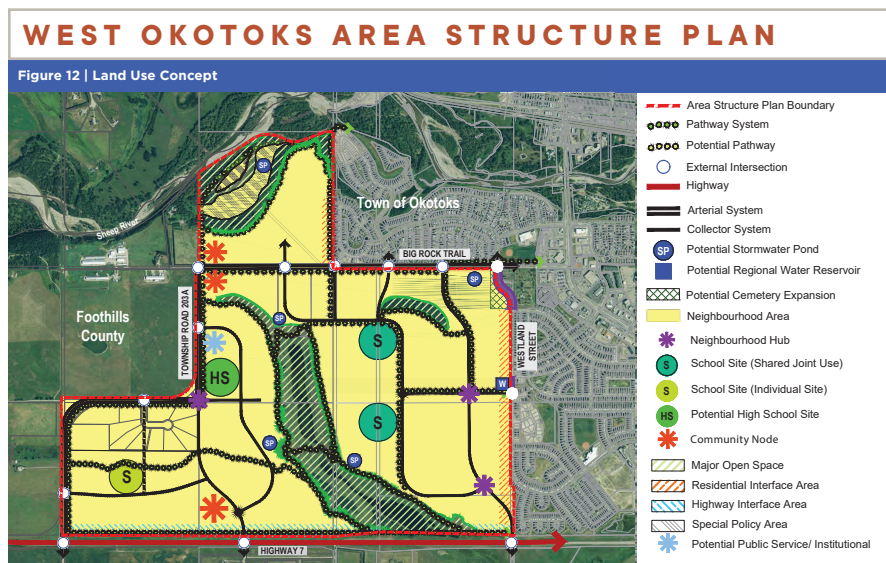 WEST OKOTOKS AREA STRUCTURE PLAN
Figure 12 | Land Use Concept
Area Structure Plan Boundary
Pathway System
Potential Pathway
External Intersection
Highway
Arterial System
Collector System
SP
Potential Stormwater Pond
Potential Regional Water Reservoir
Potential Cemetery Expansion
Neighbourhood Area
Neighbourhood Hub
S
School Site (Shared Joint Use)
S
School Site (Individual Site)
HS
Potential High School Site
Community Node
Major Open Space
Residential Interface Area
Highway Interface Area
Special Policy Area
Potential Public Service/ Institutional
SP
Town of Okotoks
Sheep River
BIG ROCK TRAIL
SP
Foothills
County
TOWNSHIP ROAD 203A
SP
S
WESTLAND
STREET
HS
W
S
SP
SP
S
HIGHWAY 7